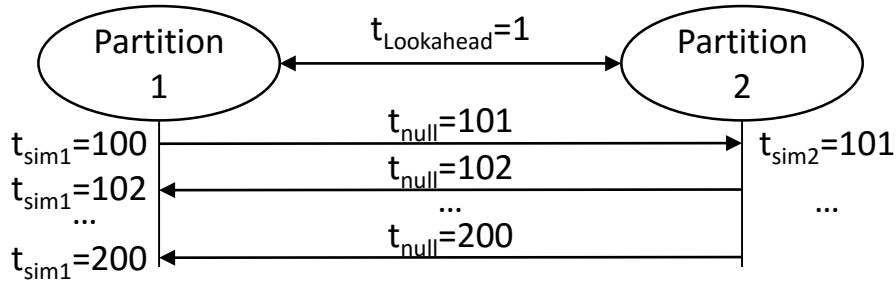 Partition
1
t_Lookahead=1
Partition
2
t_sim1=100
t_null=101
t_sim2=101
t_sim1=102
t_null=102
...
...
...
t_sim1=200
t_null=200